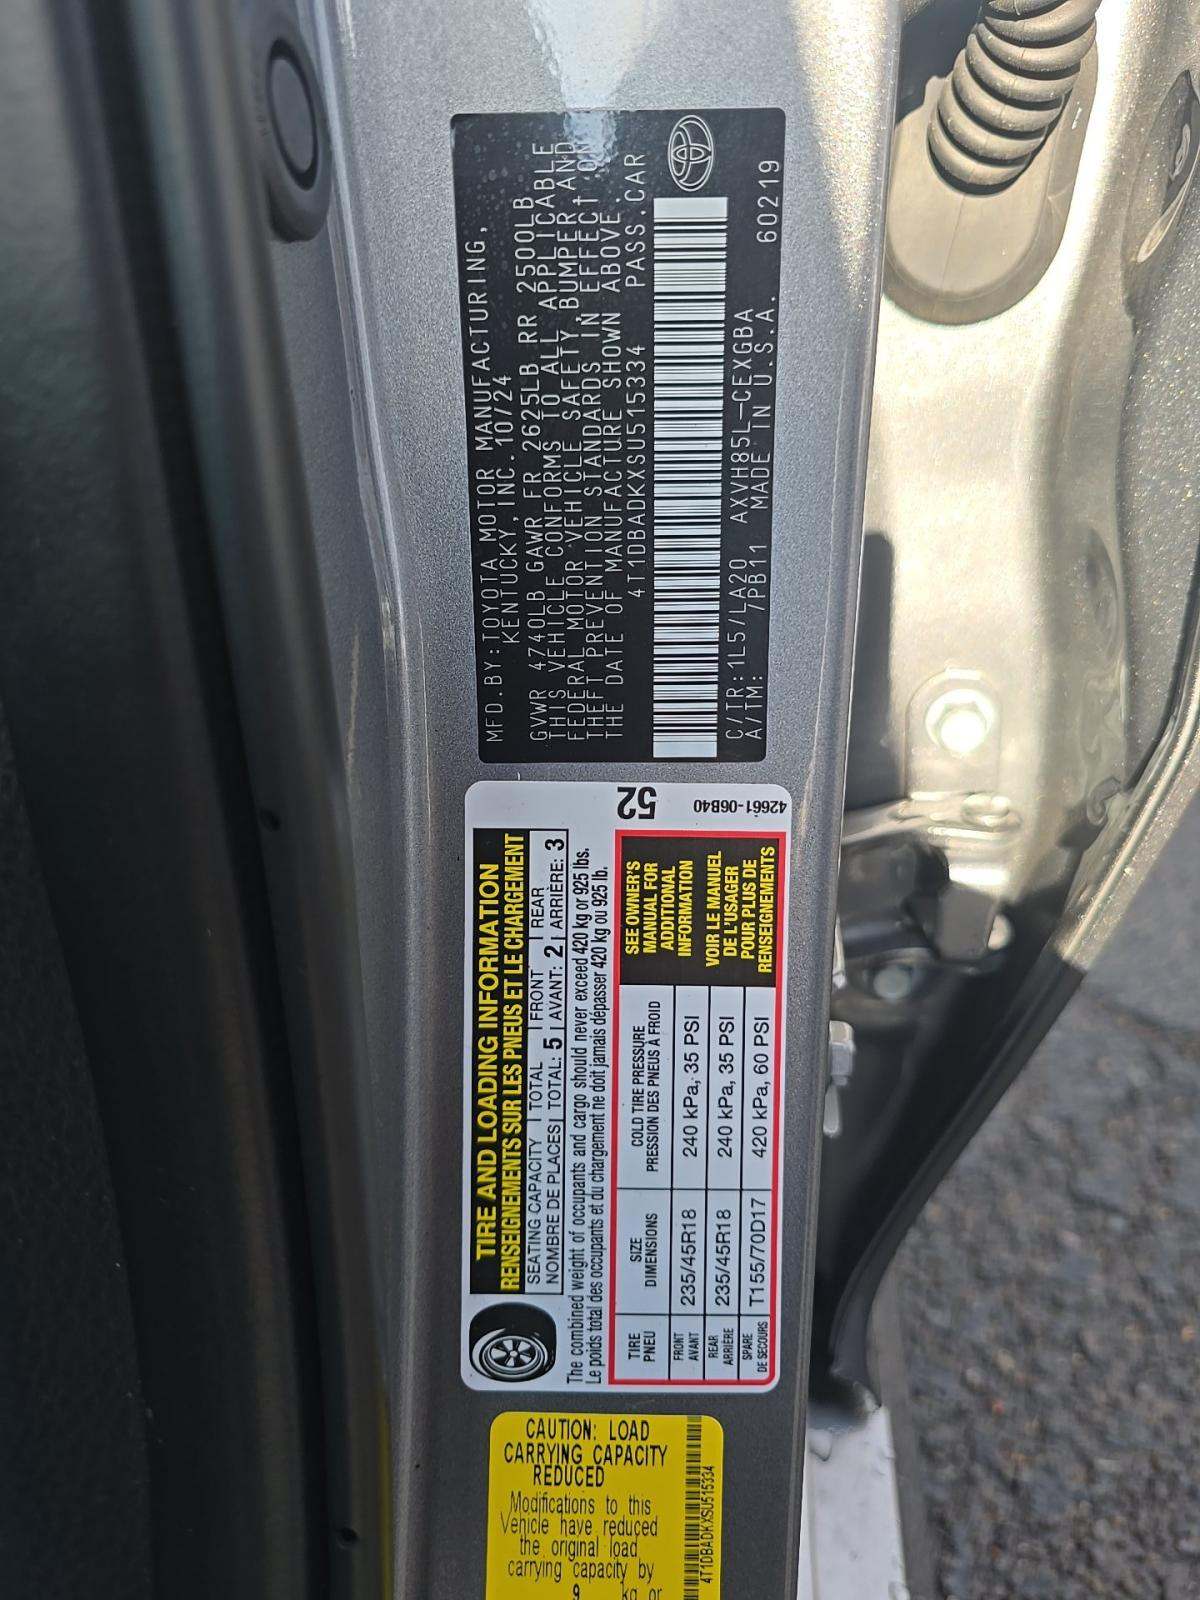 MFD.BY:TOYOTA MOTOR MANUFACTURING,
KENTUCKY,INC. 10/24
GVWR 4740LB GAWR FR 2625LB RR 2500LB
THIS VEHICLE CONFORMS TO ALL APPLICABLE
FEDERAL MOTOR VEHICLE SAFETY, BUMPER AND
THEFT PREVENTION STANDARDS IN EFFECT ON
THE DATE OF MANUFACTURE SHOWN ABOVE.
4T1DBADKXSU515334 PASS.CAR
C/TR:1L5/LA20 AXVH85L-CEXGBA
A/TM: /PB11 MADE IN U.S.A. 60219
TIRE AND LOADING INFORMATION
RENSEIGNEMENTS SUR LES PNEUS ET LE CHARGEMENT
SEATING CAPACITY TOTAL FRONT REAR
NOMBRE DE PLACES TOTAL: 5 AVANT: 2 ARRIÈRE: 3
The combined weight of occupants and cargo should never exceed 420 kg or 925 lbs.
Le poids total des occupants et du chargement ne doit jamais dépasser 420 kg ou 925 lb.
52
42661-06B40
TIRE SIZE COLD TIRE PRESSURE
PNEU DIMENSIONS PRESSION DES PNEUS À FROID
FRONT
AVANT 235/45R18 240 kPa, 35 PSI
REAR
ARRIÈRE 235/45R18 240 kPa, 35 PSI
SPARE
DE SECOURS T155/70D17 420 kPa, 60 PSI
SEE OWNER'S
MANUAL FOR
ADDITIONAL
INFORMATION
VOIR LE MANUEL
DE L'USAGER
POUR PLUS DE
RENSEIGNEMENTS
CAUTION: LOAD
CARRYING CAPACITY
REDUCED
Modifications to this
Vehicle have reduced
the original load
carrying capacity by
9 kg or
4T1DBADKXSU515334